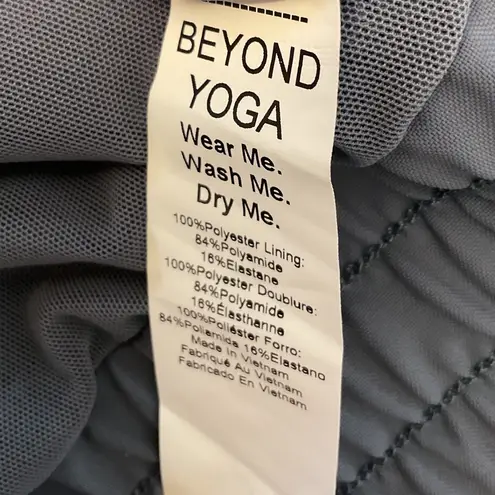 BEYOND
YOGA
Wear Me.
Wash Me.
Dry Me.
100%Polyester Lining:
84%Polyamide
16%Elastane
100%Polyester Doublure:
84%Polyamide
16%Élasthanne
100%Poliéster Forro:
84%Poliamida 16%Elastano
Made In Vietnam
Fabriqué Au Vietnam
Fabricado En Vietnam